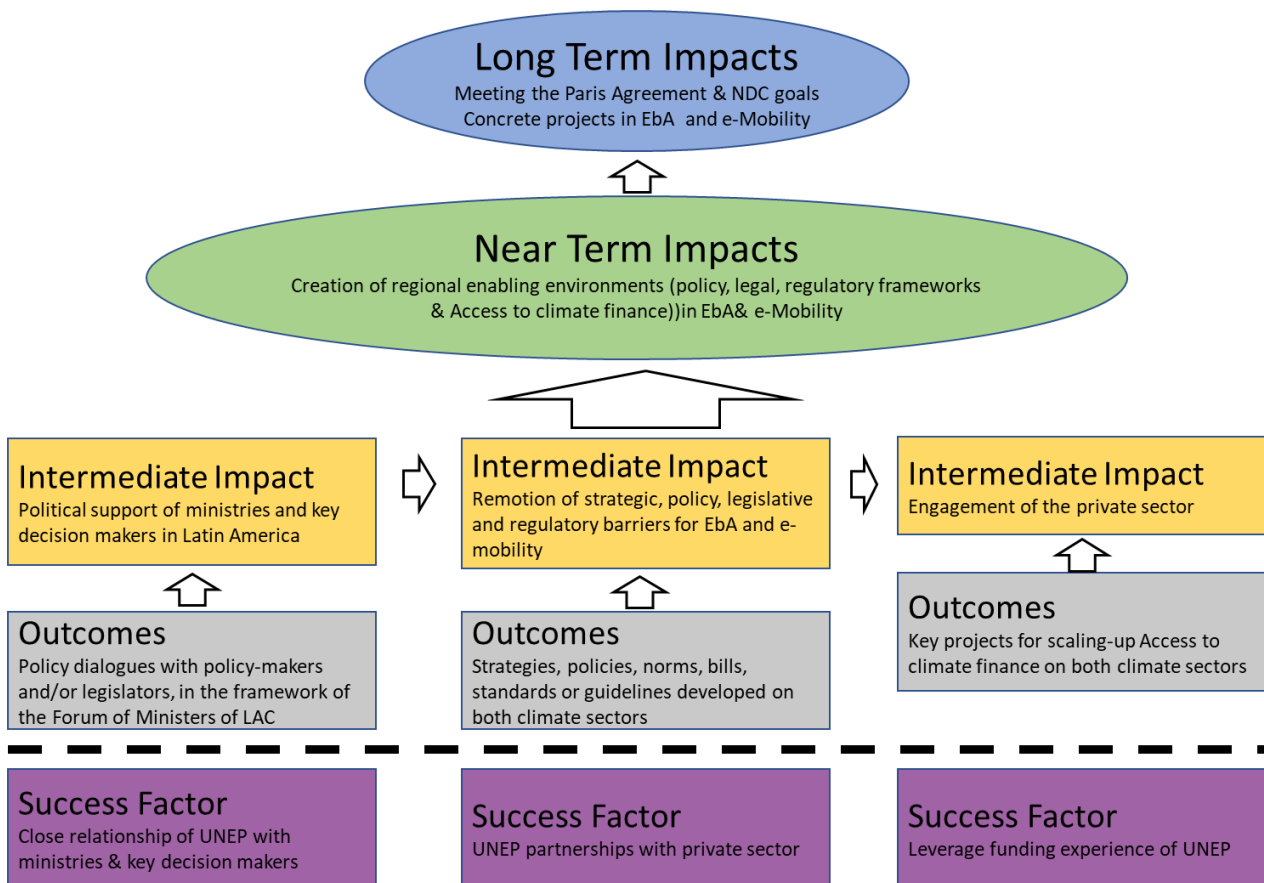 Long Term Impacts
Meeting the Paris Agreement & NDC goals
Concrete projects in EbA and e-Mobility
Near Term Impacts
Creation of regional enabling environments (policy, legal, regulatory frameworks
& Access to climate finance))in EbA& e-Mobility
Intermediate Impact
Political support of ministries and key
decision makers in Latin America
Intermediate Impact
Remotion of strategic, policy, legislative
and regulatory barriers for EbA and e-
mobility
Intermediate Impact
Engagement of the private sector
Outcomes
Policy dialogues with policy-makers
and/or legislators, in the framework of
the Forum of Ministers of LAC
Outcomes
Strategies, policies, norms, bills,
standards or guidelines developed on
both climate sectors
Outcomes
Key projects for scaling-up Access to
climate finance on both climate sectors
Success Factor
Close relationship of UNEP with
ministries & key decision makers
Success Factor
UNEP partnerships with private sector
Success Factor
Leverage funding experience of UNEP